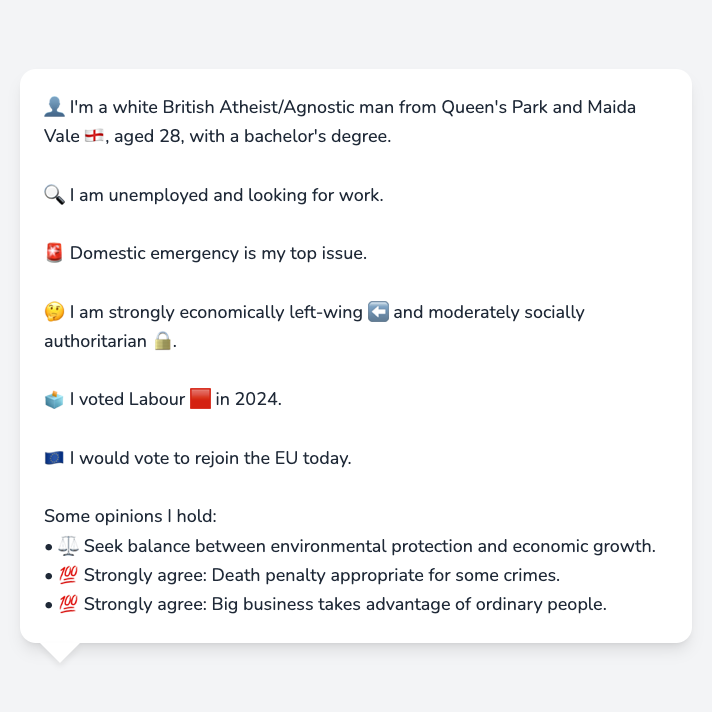 👤 I'm a white British Atheist/Agnostic man from Queen's Park and Maida
Vale 🏴󠁧󠁢󠁥󠁮󠁧󠁿, aged 28, with a bachelor's degree.
🔍 I am unemployed and looking for work.
🚨 Domestic emergency is my top issue.
🤔 I am strongly economically left-wing ⬅️ and moderately socially
authoritarian 🔒.
🗳️ I voted Labour 🟥 in 2024.
🇪🇺 I would vote to rejoin the EU today.
Some opinions I hold:
• ⚖️ Seek balance between environmental protection and economic growth.
• 💯 Strongly agree: Death penalty appropriate for some crimes.
• 💯 Strongly agree: Big business takes advantage of ordinary people.